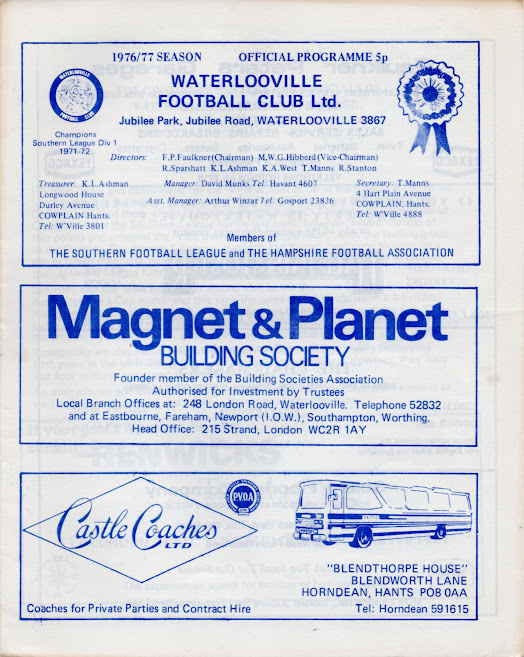 1976/77 SEASON OFFICIAL PROGRAMME 5p
WATERLOOVILLE
FOOTBALL CLUB
WATERLOOVILLE
FOOTBALL CLUB Ltd.
Jubilee Park, Jubilee Road, WATERLOOVILLE 3867
Champions
Southern League Div 1
1971-72
Directors: F.P.Faulkner(Chairman) M.W.G.Hibberd(Vice-Chairman)
R.Sparshatt K.L.Ashman K.A.West T.Manns R.Stanton
Treasurer: K.L.Ashman
Longwood House
Durley Avenue
COWPLAIN, Hants.
Tel: W'Ville 3801
Manager: David Munks Tel: Havant 4607
Asst. Manager: Arthur Winzar Tel: Gosport 23826
Secretary: T.Manns
4 Hart Plain Avenue
COWPLAIN, Hants.
Tel: W'Ville 4888
Members of
THE SOUTHERN FOOTBALL LEAGUE and THE HAMPSHIRE FOOTBALL ASSOCIATION
Magnet & Planet
BUILDING SOCIETY
Founder member of the Building Societies Association
Authorised for Investment by Trustees
Local Branch Offices at: 248 London Road, Waterlooville. Telephone 52832
and at Eastbourne, Fareham, Newport (I.O.W.), Southampton, Worthing.
Head Office: 215 Strand, London WC2R 1AY
Castle Coaches
LTD
PVOA
"BLENDTHORPE HOUSE"
BLENDWORTH LANE
HORNDEAN, HANTS PO8 0AA
Coaches for Private Parties and Contract Hire
Tel: Horndean 591615